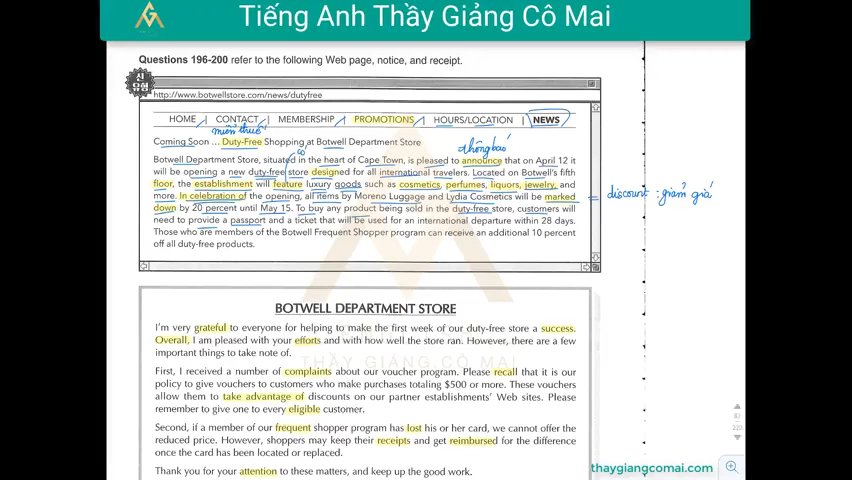 Tiếng Anh Thầy Giảng Cô Mai
Questions 196-200 refer to the following Web page, notice, and receipt.
http://www.botwellstore.com/news/dutyfree
HOME | CONTACT | MEMBERSHIP | PROMOTIONS | HOURS/LOCATION | NEWS
miễn thuế
Coming Soon ... Duty-Free Shopping at Botwell Department Store
có
thông báo
Botwell Department Store, situated in the heart of Cape Town, is pleased to announce that on April 12 it
will be opening a new duty-free store designed for all international travelers. Located on Botwell's fifth
floor, the establishment will feature luxury goods such as cosmetics, perfumes, liquors, jewelry, and
more. In celebration of the opening, all items by Moreno Luggage and Lydia Cosmetics will be marked
= discount : giảm giá
down by 20 percent until May 15. To buy any product being sold in the duty-free store, customers will
need to provide a passport and a ticket that will be used for an international departure within 28 days.
Those who are members of the Botwell Frequent Shopper program can receive an additional 10 percent
off all duty-free products.
BOTWELL DEPARTMENT STORE
I'm very grateful to everyone for helping to make the first week of our duty-free store a success.
Overall, I am pleased with your efforts and with how well the store ran. However, there are a few
important things to take note of.
THẦY GIẢNG CÔ MAI
First, I received a number of complaints about our voucher program. Please recall that it is our
policy to give vouchers to customers who make purchases totaling $500 or more. These vouchers
allow them to take advantage of discounts on our partner establishments' Web sites. Please
remember to give one to every eligible customer.
Second, if a member of our frequent shopper program has lost his or her card, we cannot offer the
reduced price. However, shoppers may keep their receipts and get reimbursed for the difference
once the card has been located or replaced.
Thank you for your attention to these matters, and keep up the good work.
thaygiangcomai.com